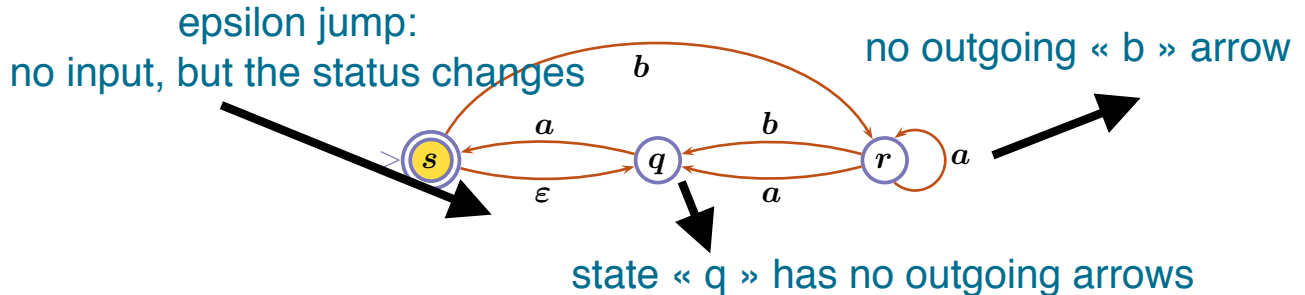 epsilon jump:
no input, but the status changes
no outgoing « b » arrow
b
a
b
> s
q
r
a
ε
a
state « q » has no outgoing arrows